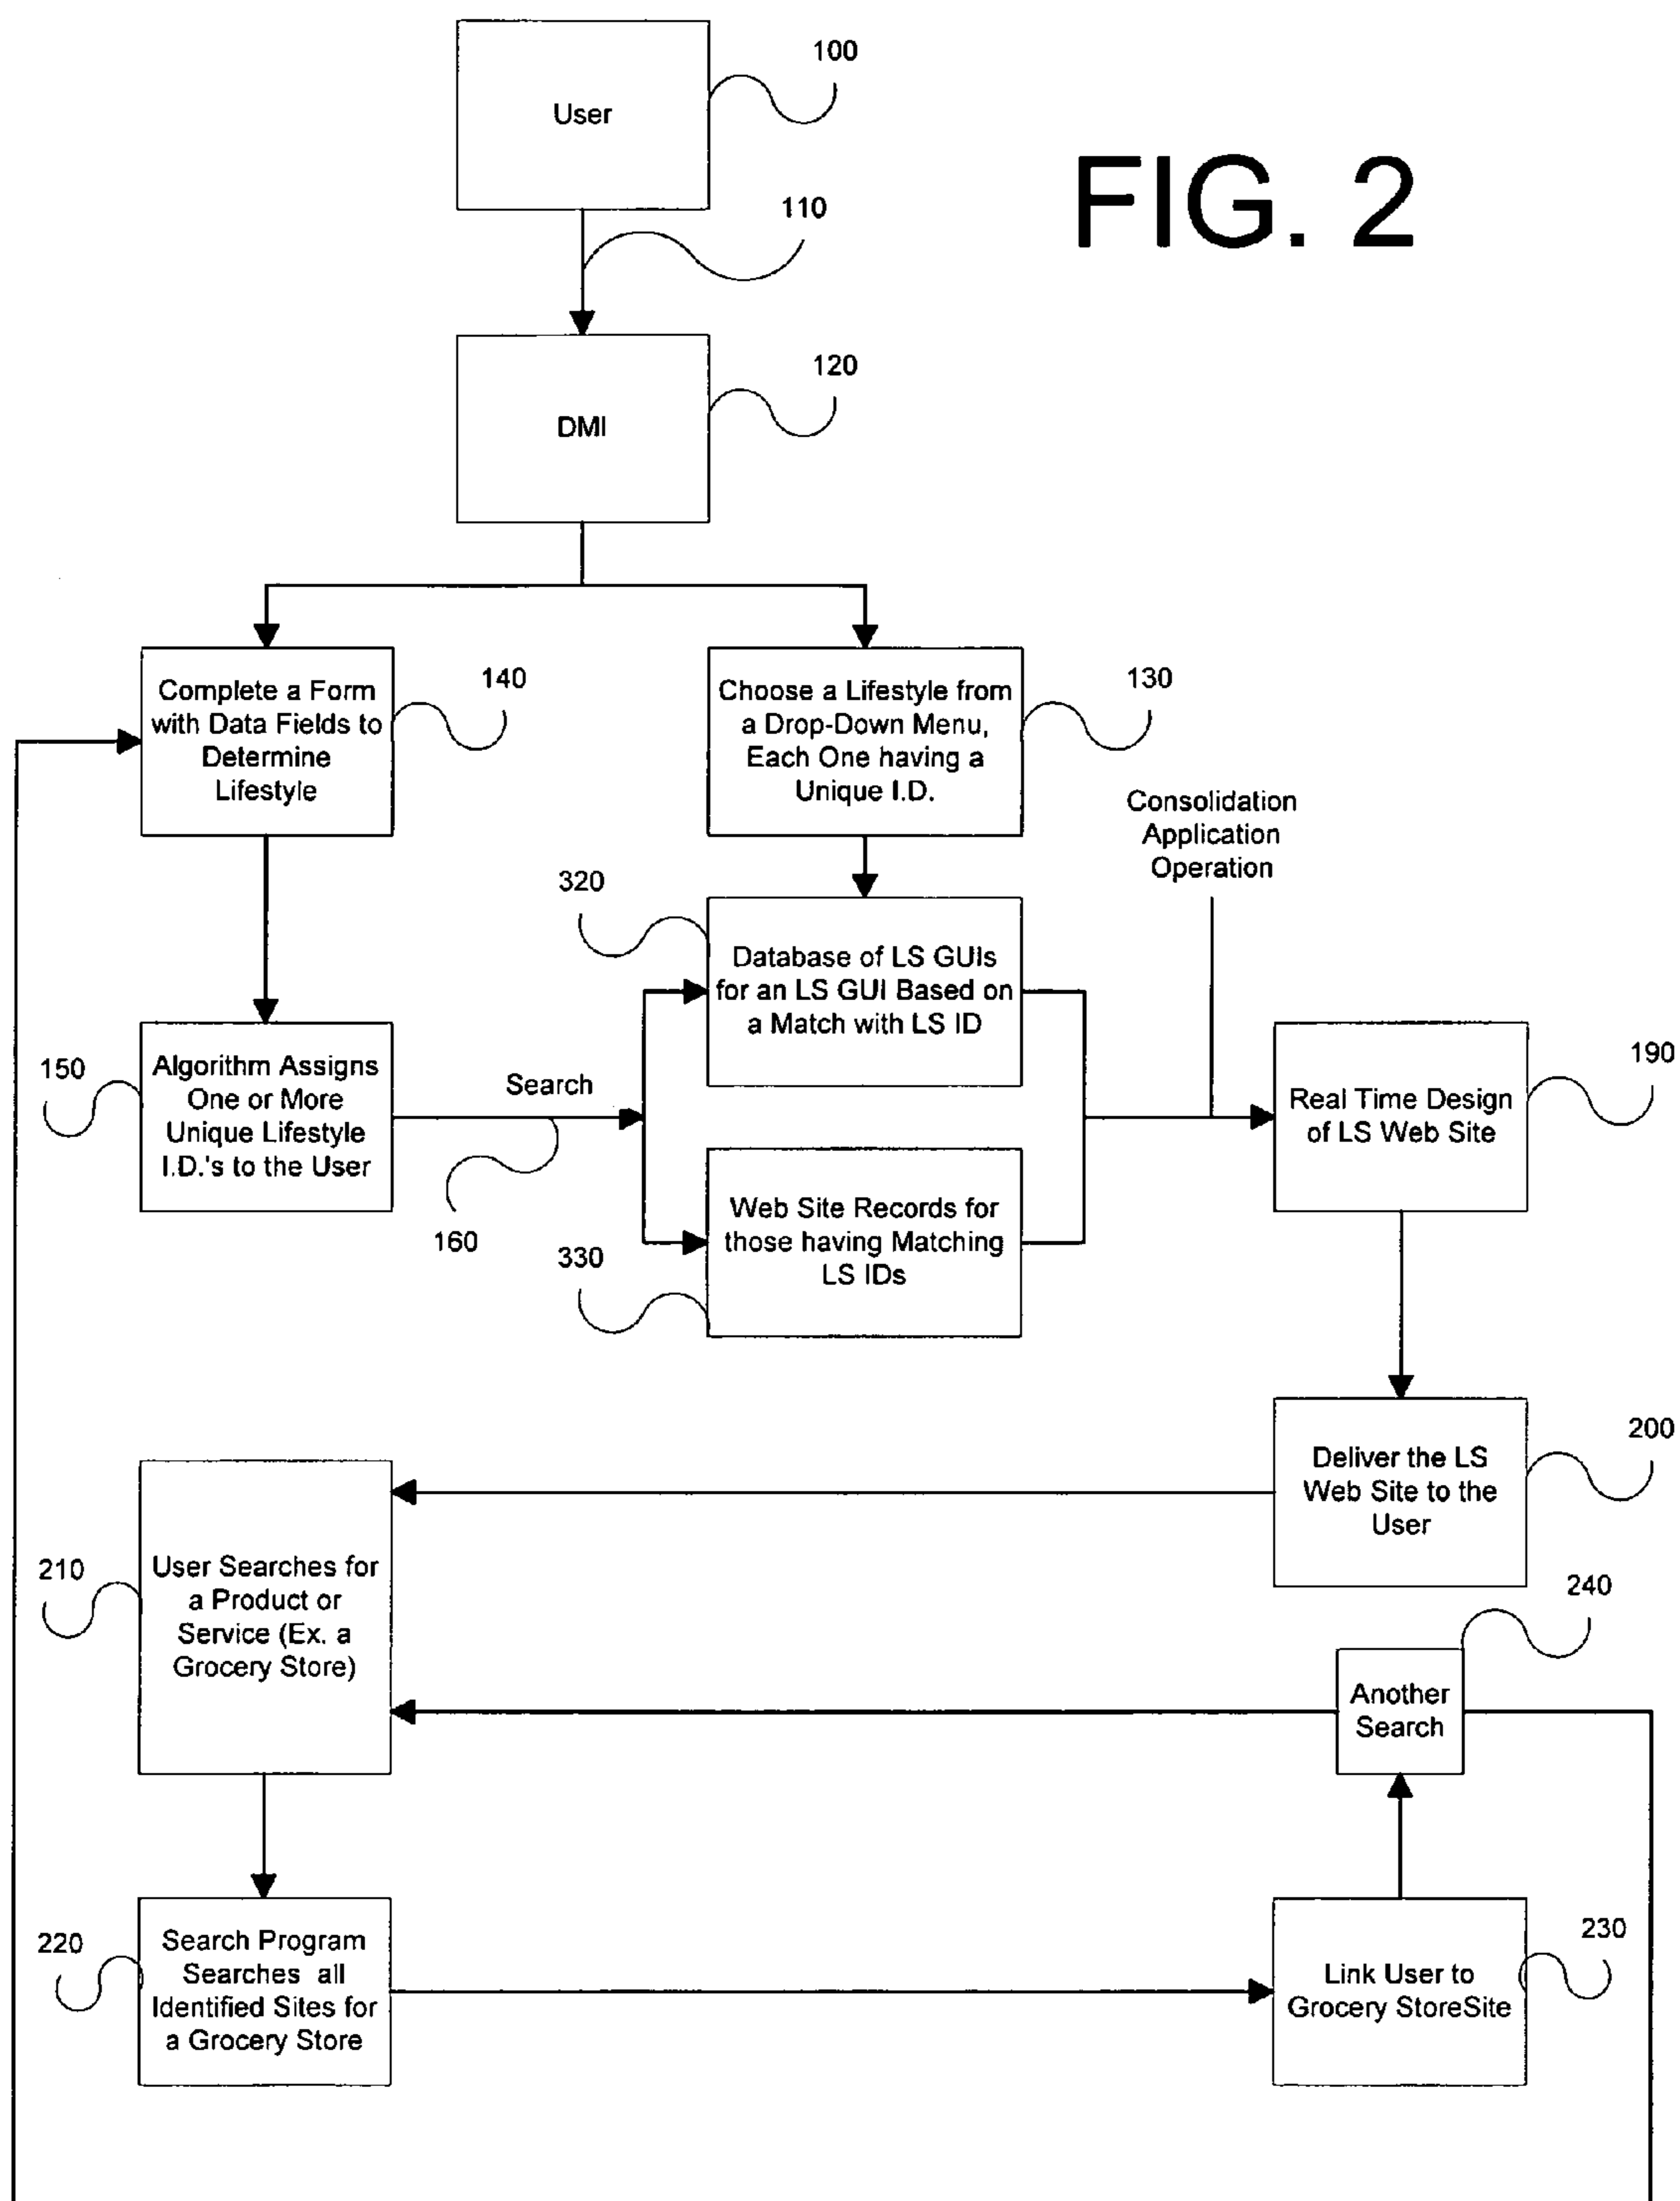 100
User
FIG. 2
110
120
DMI
Complete a Form
with Data Fields to
Determine
Lifestyle
140
Choose a Lifestyle from
a Drop-Down Menu,
Each One having a
Unique I.D.
130
Consolidation
Application
Operation
320
Database of LS GUIs
for an LS GUI Based on
a Match with LS ID
150
Algorithm Assigns
One or More
Unique Lifestyle
I.D.'s to the User
Search
160
190
Real Time Design
of LS Web Site
330
Web Site Records for
those having Matching
LS IDs
200
Deliver the LS
Web Site to the
User
210
User Searches for
a Product or
Service (Ex. a
Grocery Store)
240
Another
Search
220
Search Program
Searches all
Identified Sites for
a Grocery Store
230
Link User to
Grocery StoreSite